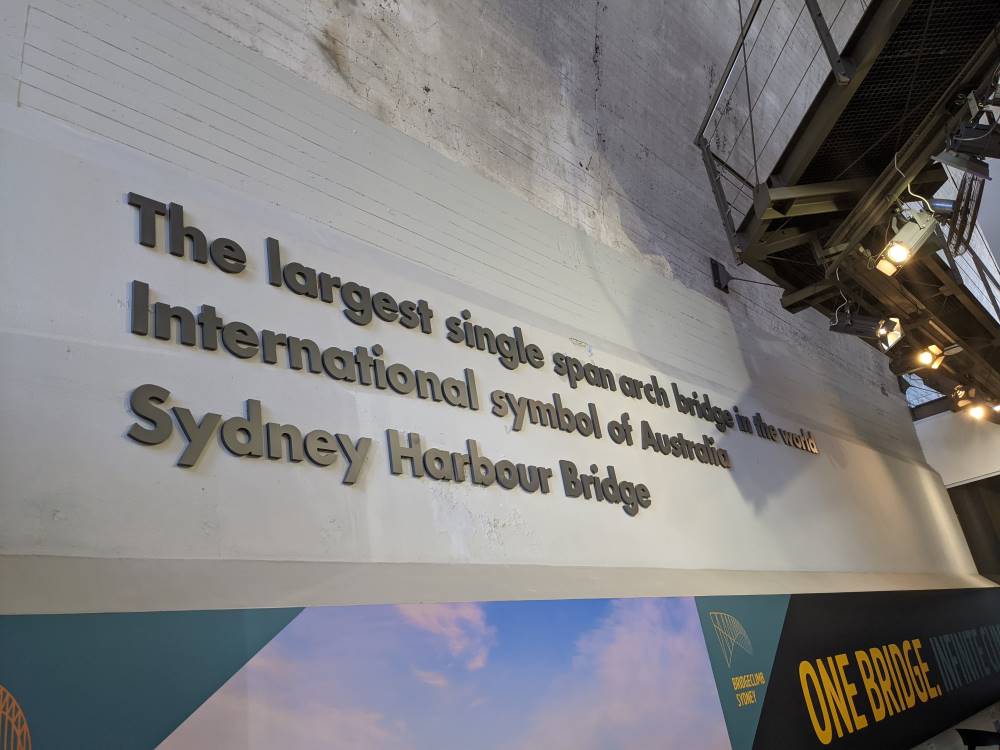 The largest single span arch bridge in the world
International symbol of Australia
Sydney Harbour Bridge
BRIDGECLIMB
SYDNEY
ONE BRIDGE. INFINITE